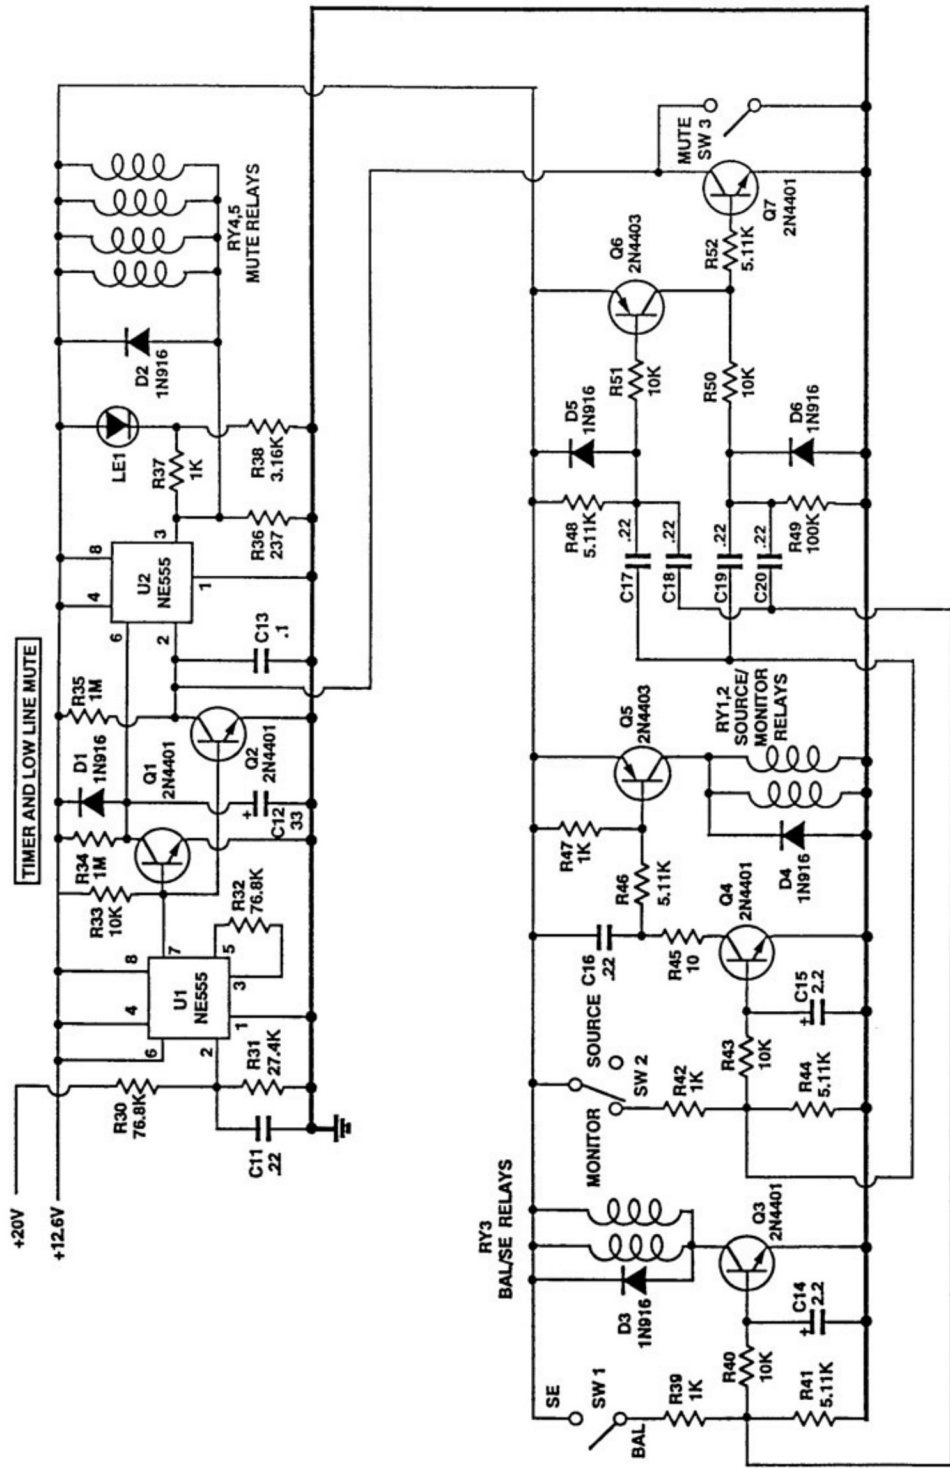 TIMER AND LOW LINE MUTE
+20V
+12.6V
R30
76.8K
C11
.22
R31
27.4K
6
4
8
2
U1
NE555
7
1
3
5
R32
76.8K
R33
10K
R34
1M
D1
1N916
Q1
2N4401
+
C12
33
Q2
2N4401
R35
1M
C13
.1
6
4
8
2
U2
NE555
3
1
R37
1K
R36
237
R38
3.16K
LE1
D2
1N916
RY4,5
MUTE RELAYS
SE
SW 1
BAL
R39
1K
R40
10K
R41
5.11K
RY3
BAL/SE RELAYS
D3
1N916
Q3
2N4401
+
C14
2.2
MONITOR
SOURCE
SW 2
R42
1K
R43
10K
R44
5.11K
+
C15
2.2
C16
.22
R45
10
Q4
2N4401
R46
5.11K
R47
1K
Q5
2N4403
D4
1N916
RY1,2
SOURCE/
MONITOR
RELAYS
R48
5.11K
C17
.22
C18
.22
C19
.22
C20
.22
R49
100K
D5
1N916
D6
1N916
R51
10K
R50
10K
Q6
2N4403
R52
5.11K
Q7
2N4401
MUTE
SW 3